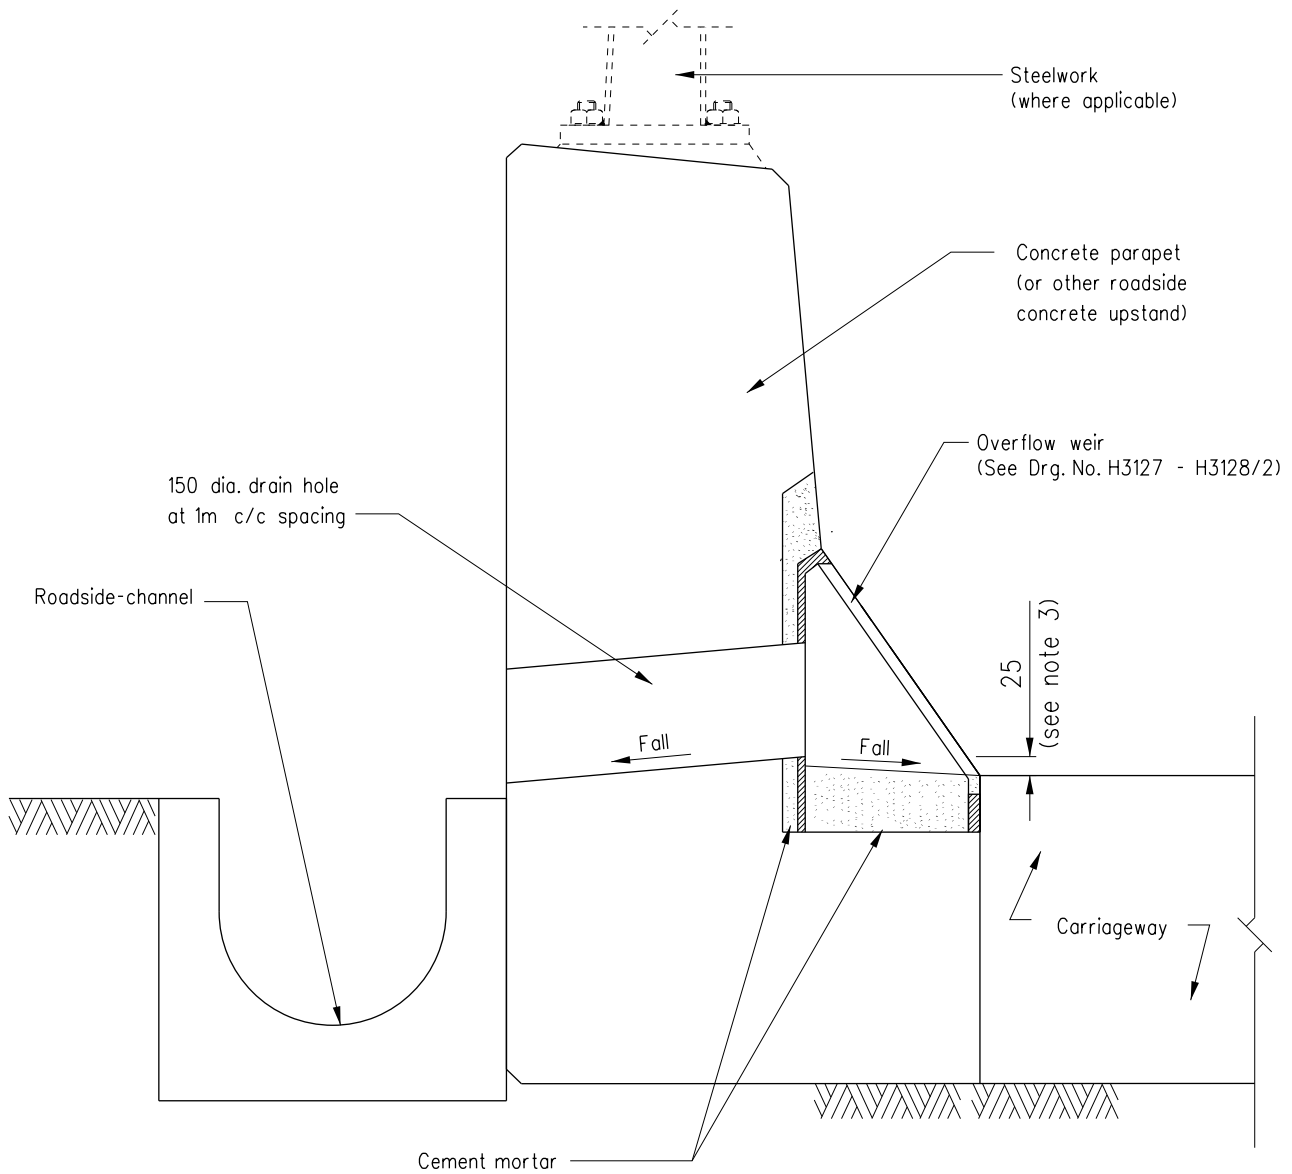 Steelwork
(where applicable)
Concrete parapet
(or other roadside
concrete upstand)
Overflow weir
(See Drg. No. H3127 - H3128/2)
150 dia. drain hole
at 1m c/c spacing
Roadside-channel
25
(see note 3)
Fall
Fall
Carriageway
Cement mortar